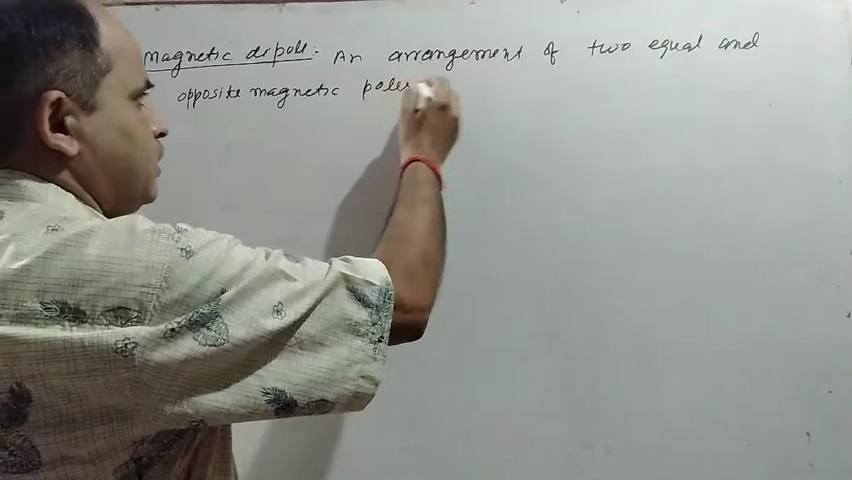 magnetic dipole :- An arrangement of two equal and
opposite magnetic poles